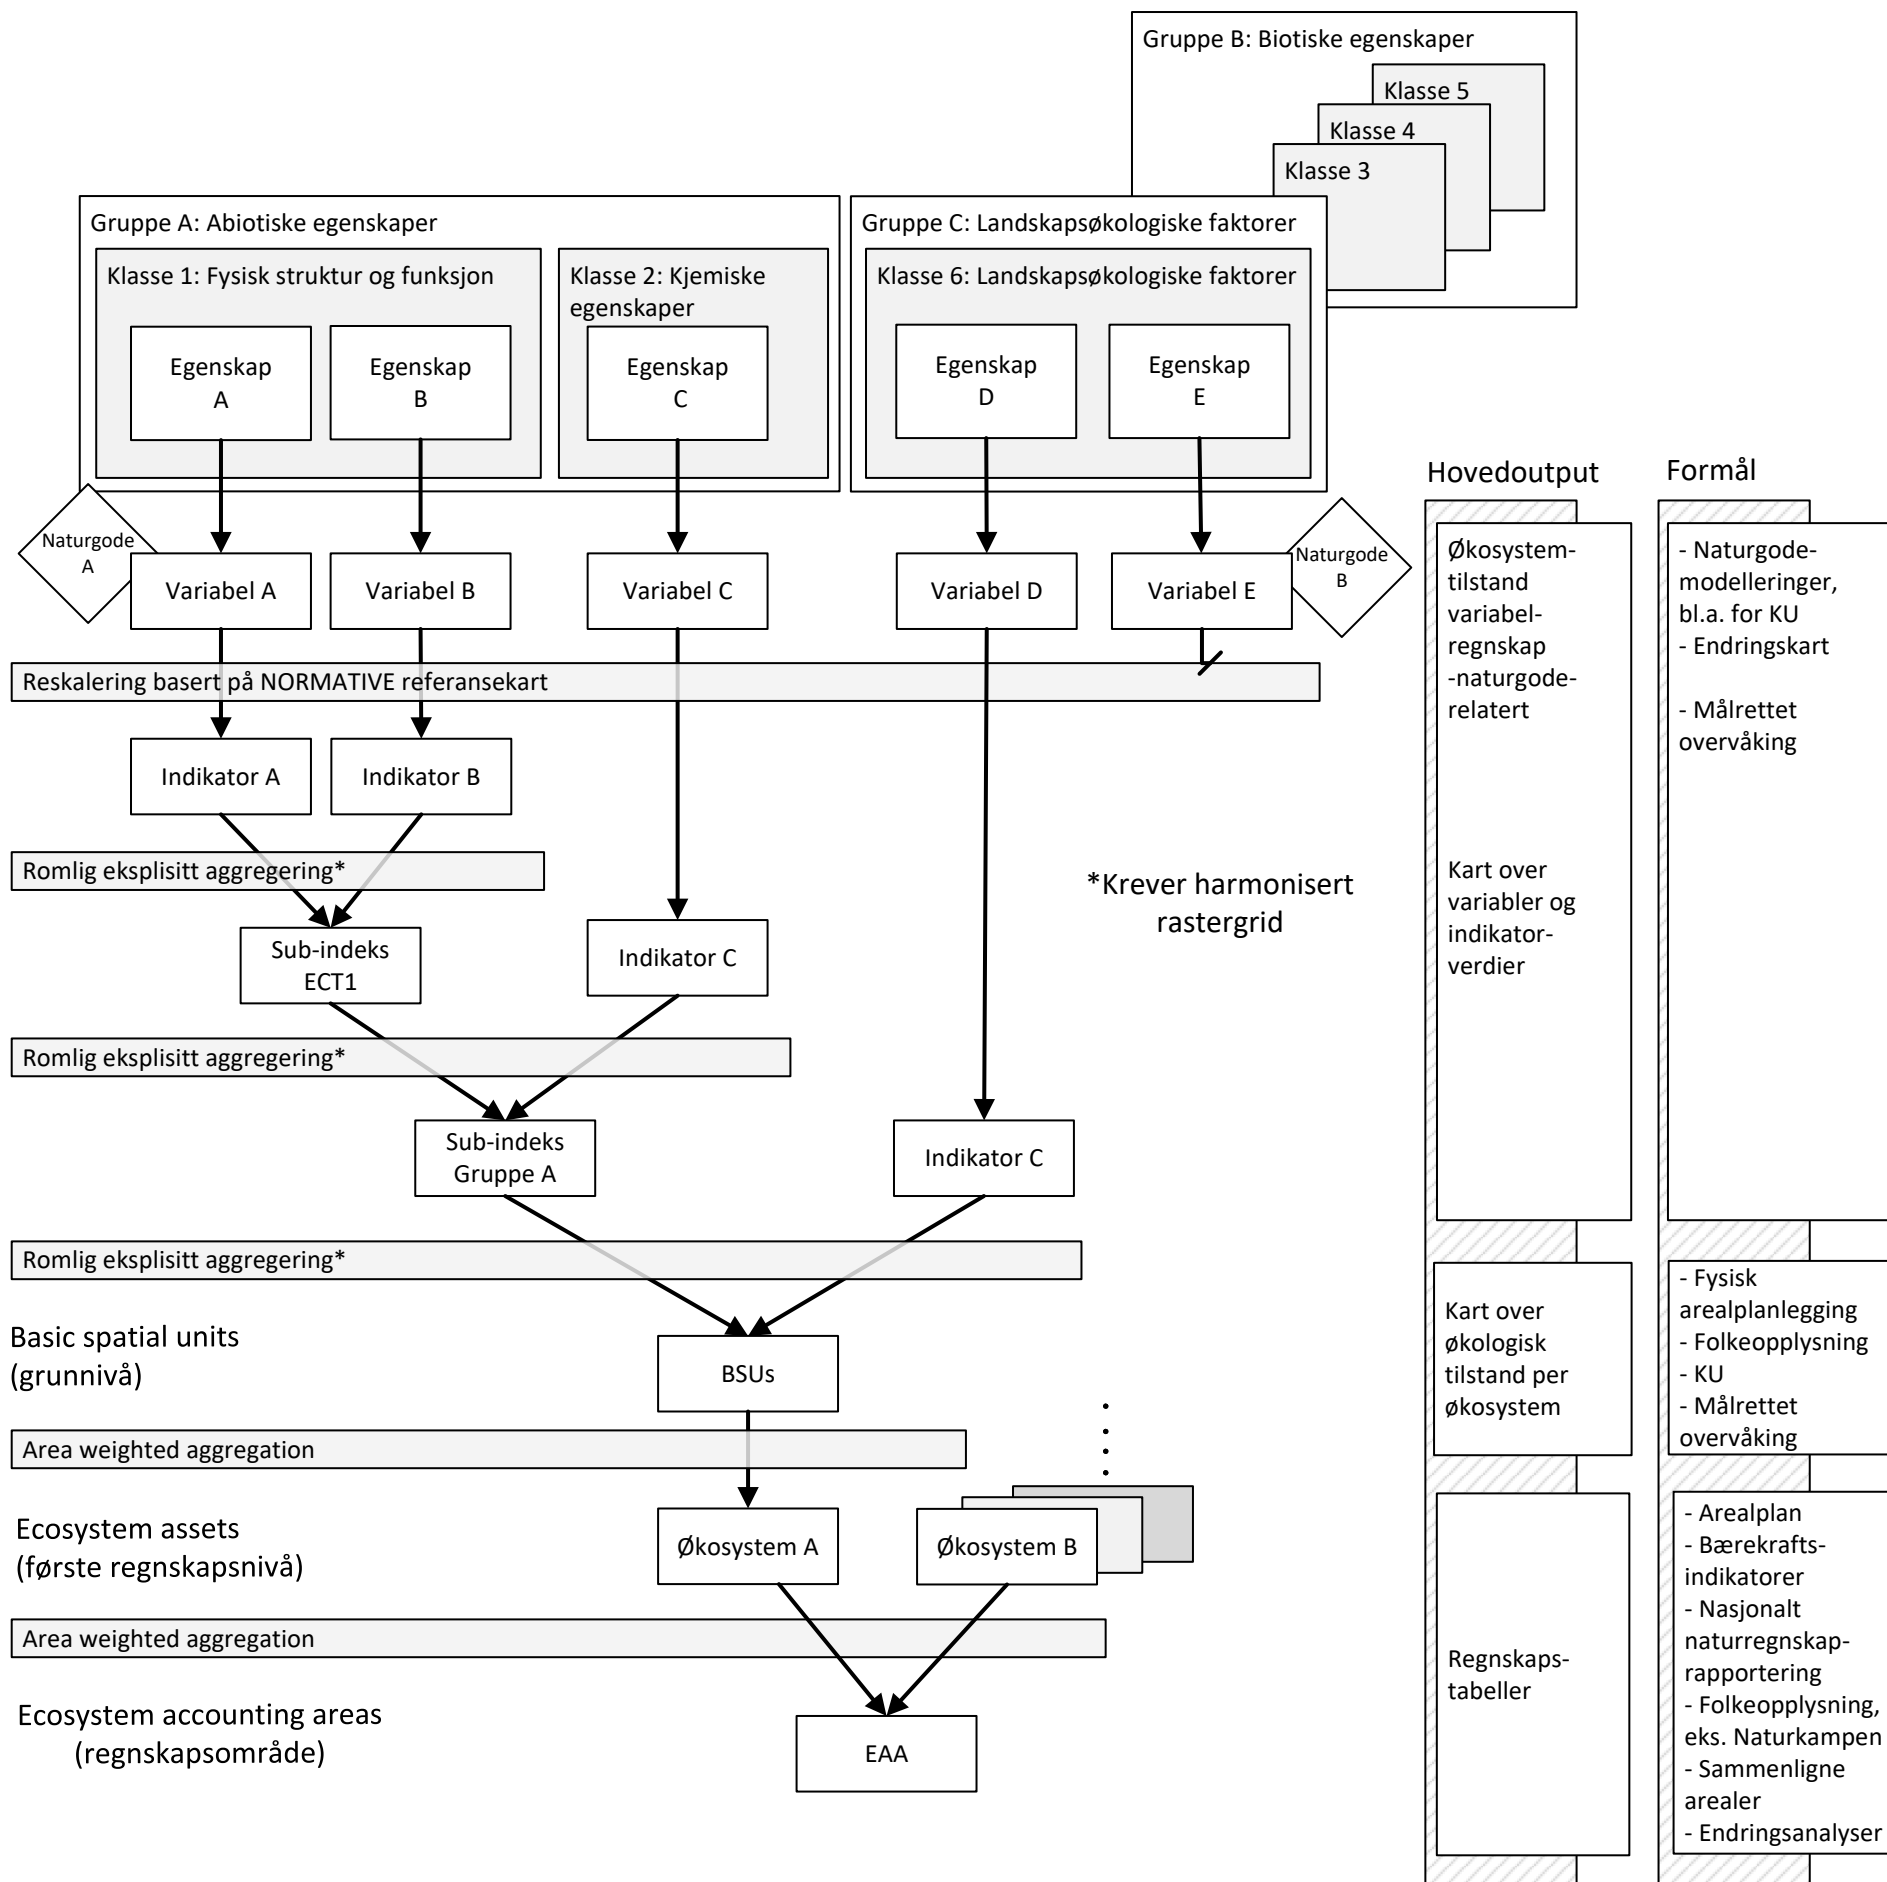 Gruppe B: Biotiske egenskaper
Klasse 5
Klasse 4
Klasse 3
Gruppe A: Abiotiske egenskaper
Klasse 1: Fysisk struktur og funksjon
Klasse 2: Kjemiske
egenskaper
Gruppe C: Landskapsøkologiske faktorer
Klasse 6: Landskapsøkologiske faktorer
Egenskap
A
Egenskap
B
Egenskap
C
Egenskap
D
Egenskap
E
Naturgode
A
Variabel A
Variabel B
Variabel C
Variabel D
Variabel E
Naturgode
B
Reskalering basert på NORMATIVE referansekart
Indikator A
Indikator B
Romlig eksplisitt aggregering*
*Krever harmonisert
rastergrid
Sub-indeks
ECT1
Indikator C
Romlig eksplisitt aggregering*
Sub-indeks
Gruppe A
Indikator C
Romlig eksplisitt aggregering*
Basic spatial units
(grunnivå)
BSUs
Area weighted aggregation
Ecosystem assets
(første regnskapsnivå)
Økosystem A
Økosystem B
Area weighted aggregation
Ecosystem accounting areas
(regnskapsområde)
EAA
Hovedoutput
Økosystem-
tilstand
variabel-
regnskap
-naturgode-
relatert
Kart over
variabler og
indikator-
verdier
Kart over
økologisk
tilstand per
økosystem
Regnskaps-
tabeller
Formål
- Naturgode-
modelleringer,
bl.a. for KU
- Endringskart
- Målrettet
overvåking
- Fysisk
arealplanlegging
- Folkeopplysning
- KU
- Målrettet
overvåking
- Arealplan
- Bærekrafts-
indikatorer
- Nasjonalt
naturregnskap-
rapportering
- Folkeopplysning,
eks. Naturkampen
- Sammenligne
arealer
- Endringsanalyser